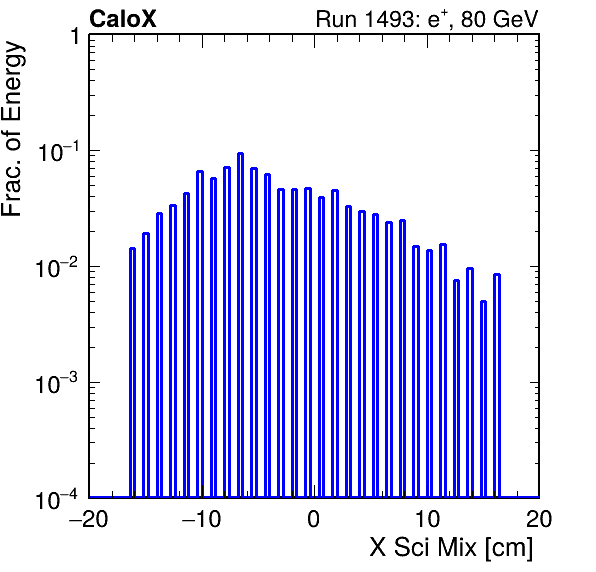 CaloX Run 1493: e⁺, 80 GeV
Frac. of Energy
1
10⁻¹
10⁻²
10⁻³
10⁻⁴
−20 −10 0 10 20
X Sci Mix [cm]